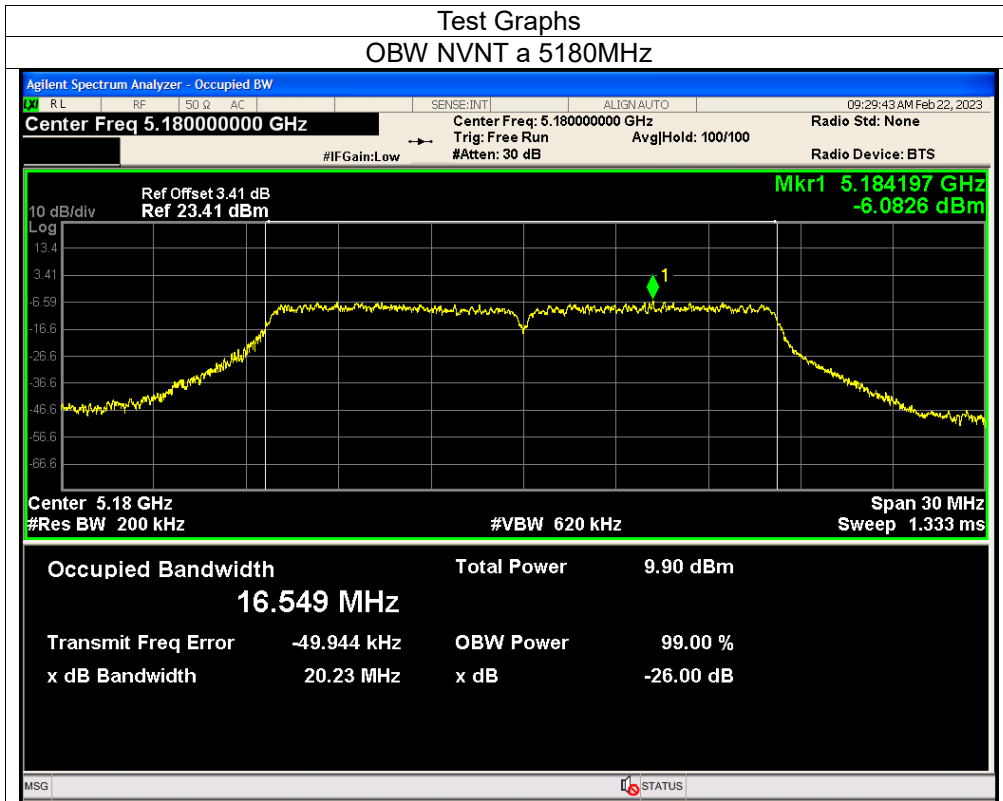 Test Graphs
OBW NVNT a 5180MHz
Agilent Spectrum Analyzer - Occupied BW
LXI RL RF 50 Ω AC SENSE:INT ALIGN AUTO 09:29:43 AM Feb 22, 2023
Center Freq 5.180000000 GHz Center Freq: 5.180000000 GHz Radio Std: None
Trig: Free Run Avg|Hold: 100/100
#IFGain:Low #Atten: 30 dB Radio Device: BTS
Mkr1 5.184197 GHz
Ref Offset 3.41 dB
-6.0826 dBm
10 dB/div Ref 23.41 dBm
Log
13.4
3.41
1
-6.59
-16.6
-26.6
-36.6
-46.6
-56.6
-66.6
Center 5.18 GHz Span 30 MHz
#Res BW 200 kHz #VBW 620 kHz Sweep 1.333 ms
Occupied Bandwidth Total Power 9.90 dBm
16.549 MHz
Transmit Freq Error -49.944 kHz OBW Power 99.00 %
x dB Bandwidth 20.23 MHz x dB -26.00 dB
MSG STATUS